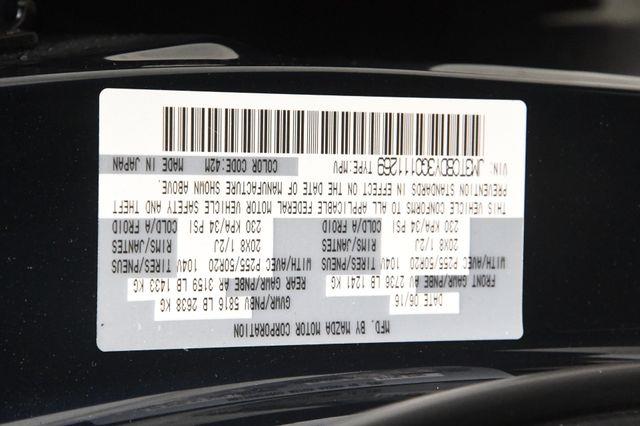 MFD. BY MAZDA MOTOR CORPORATION
DATE 06/16 GVWR/PNBV 5816 LB 2638 KG
FRONT GAWR/PNBE AV 2736 LB 1241 KG REAR GAWR/PNBE AR 3159 LB 1433 KG
WITH/AVEC P255/50R20 104V TIRES/PNEUS WITH/AVEC P255/50R20 104V TIRES/PNEUS
20X8 1/2J RIMS/JANTES 20X8 1/2J RIMS/JANTES
230 KPA/34 PSI COLD/A FROID 230 KPA/34 PSI COLD/A FROID
THIS VEHICLE CONFORMS TO ALL APPLICABLE FEDERAL MOTOR VEHICLE SAFETY AND THEFT
PREVENTION STANDARDS IN EFFECT ON THE DATE OF MANUFACTURE SHOWN ABOVE.
VIN: JM3TCBDY3G0111269 TYPE:MPV COLOR CODE:42M MADE IN JAPAN